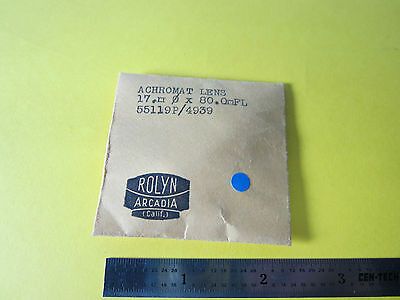 ACHROMAT LENS
17.m Ø x 80.0mFL
55119P/4939
ROLYN
ARCADIA
(Calif.)
1 2 3 CEN-TECH